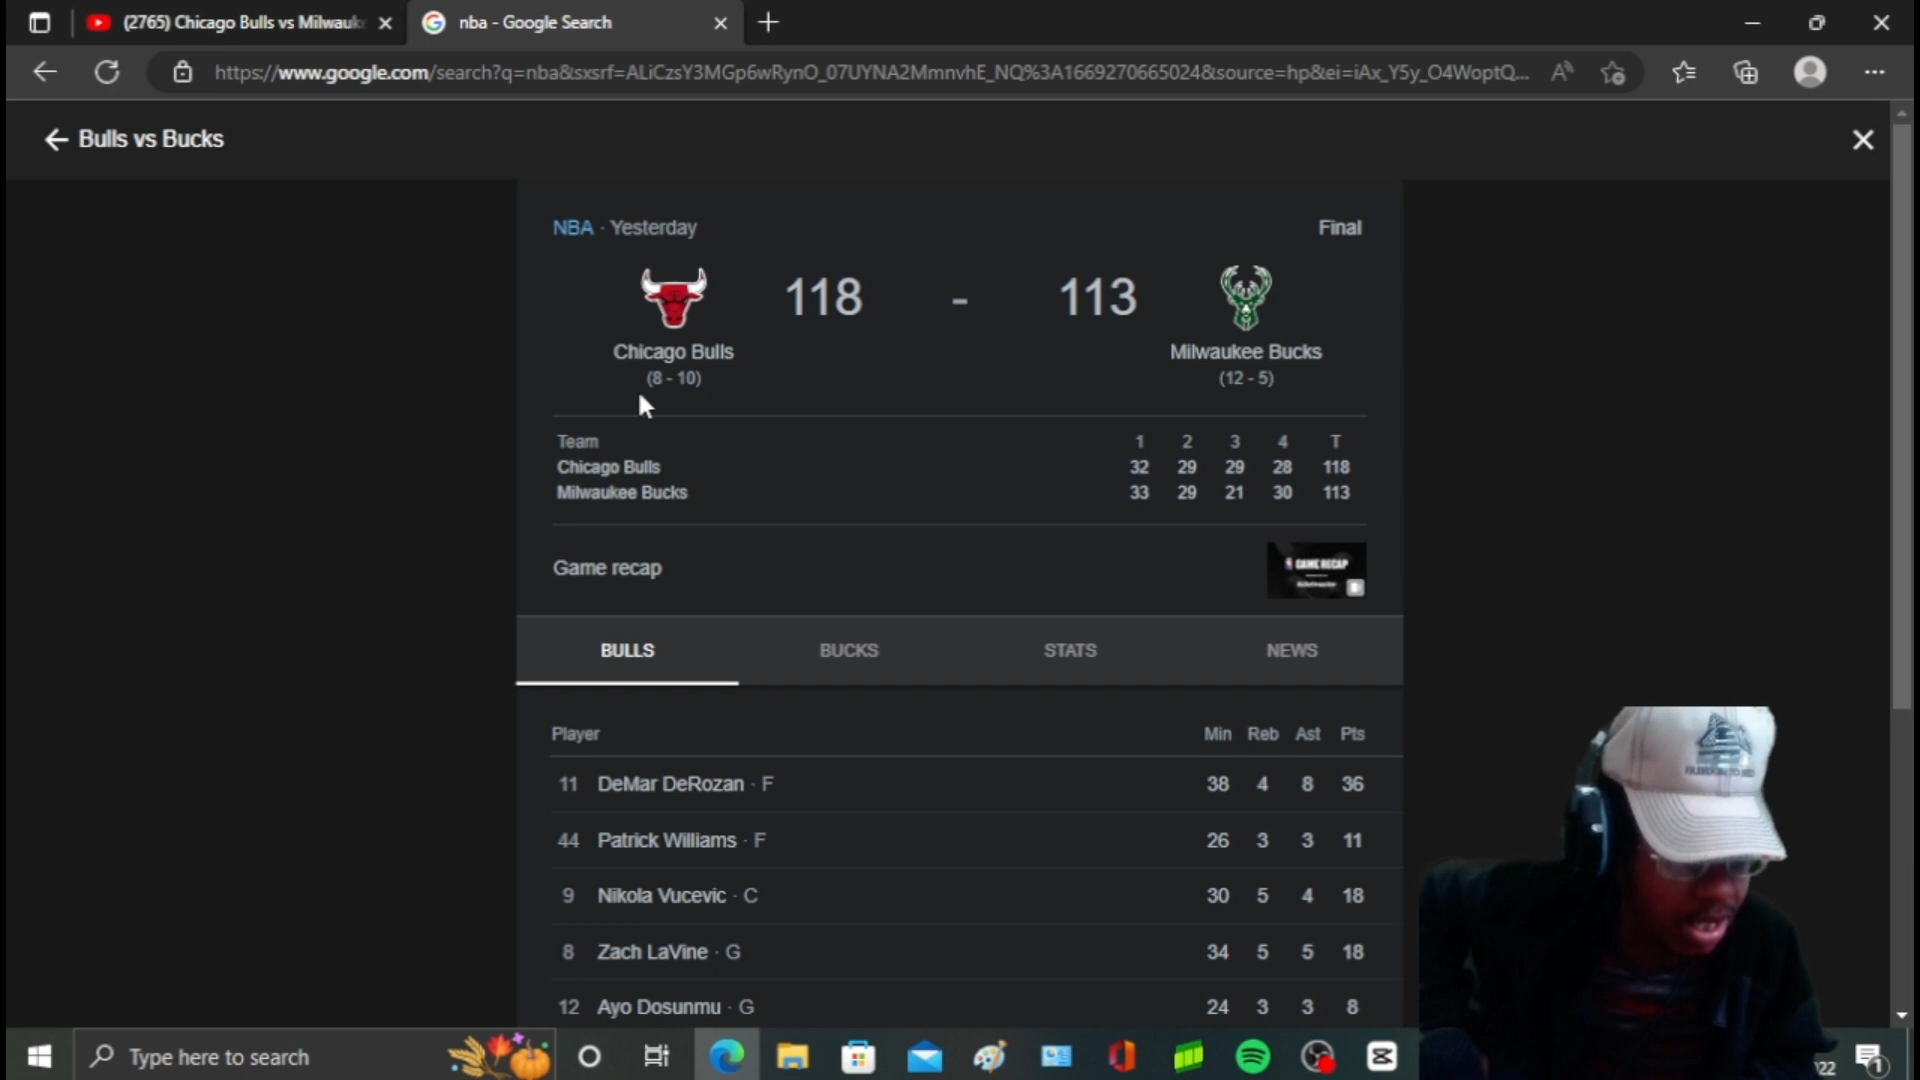 (2765) Chicago Bulls vs Milwauk
nba - Google Search
https://www.google.com/search?q=nba&sxsrf=ALiCzsY3MGp6wRynO_07UYNA2MmnvhE_NQ%3A1669270665024&source=hp&ei=iAx_Y5y_O4WoptQ...
Bulls vs Bucks
NBA · Yesterday
Final
118 - 113
Chicago Bulls
Milwaukee Bucks
(8 - 10)
(12 - 5)
Team 1 2 3 4 T
Chicago Bulls 32 29 29 28 118
Milwaukee Bucks 33 29 21 30 113
Game recap
GAME RECAP
BULLS BUCKS STATS NEWS
Player Min Reb Ast Pts
11 DeMar DeRozan · F 38 4 8 36
44 Patrick Williams · F 26 3 3 11
9 Nikola Vucevic · C 30 5 4 18
8 Zach LaVine · G 34 5 5 18
12 Ayo Dosunmu · G 24 3 3 8
Type here to search
22
1